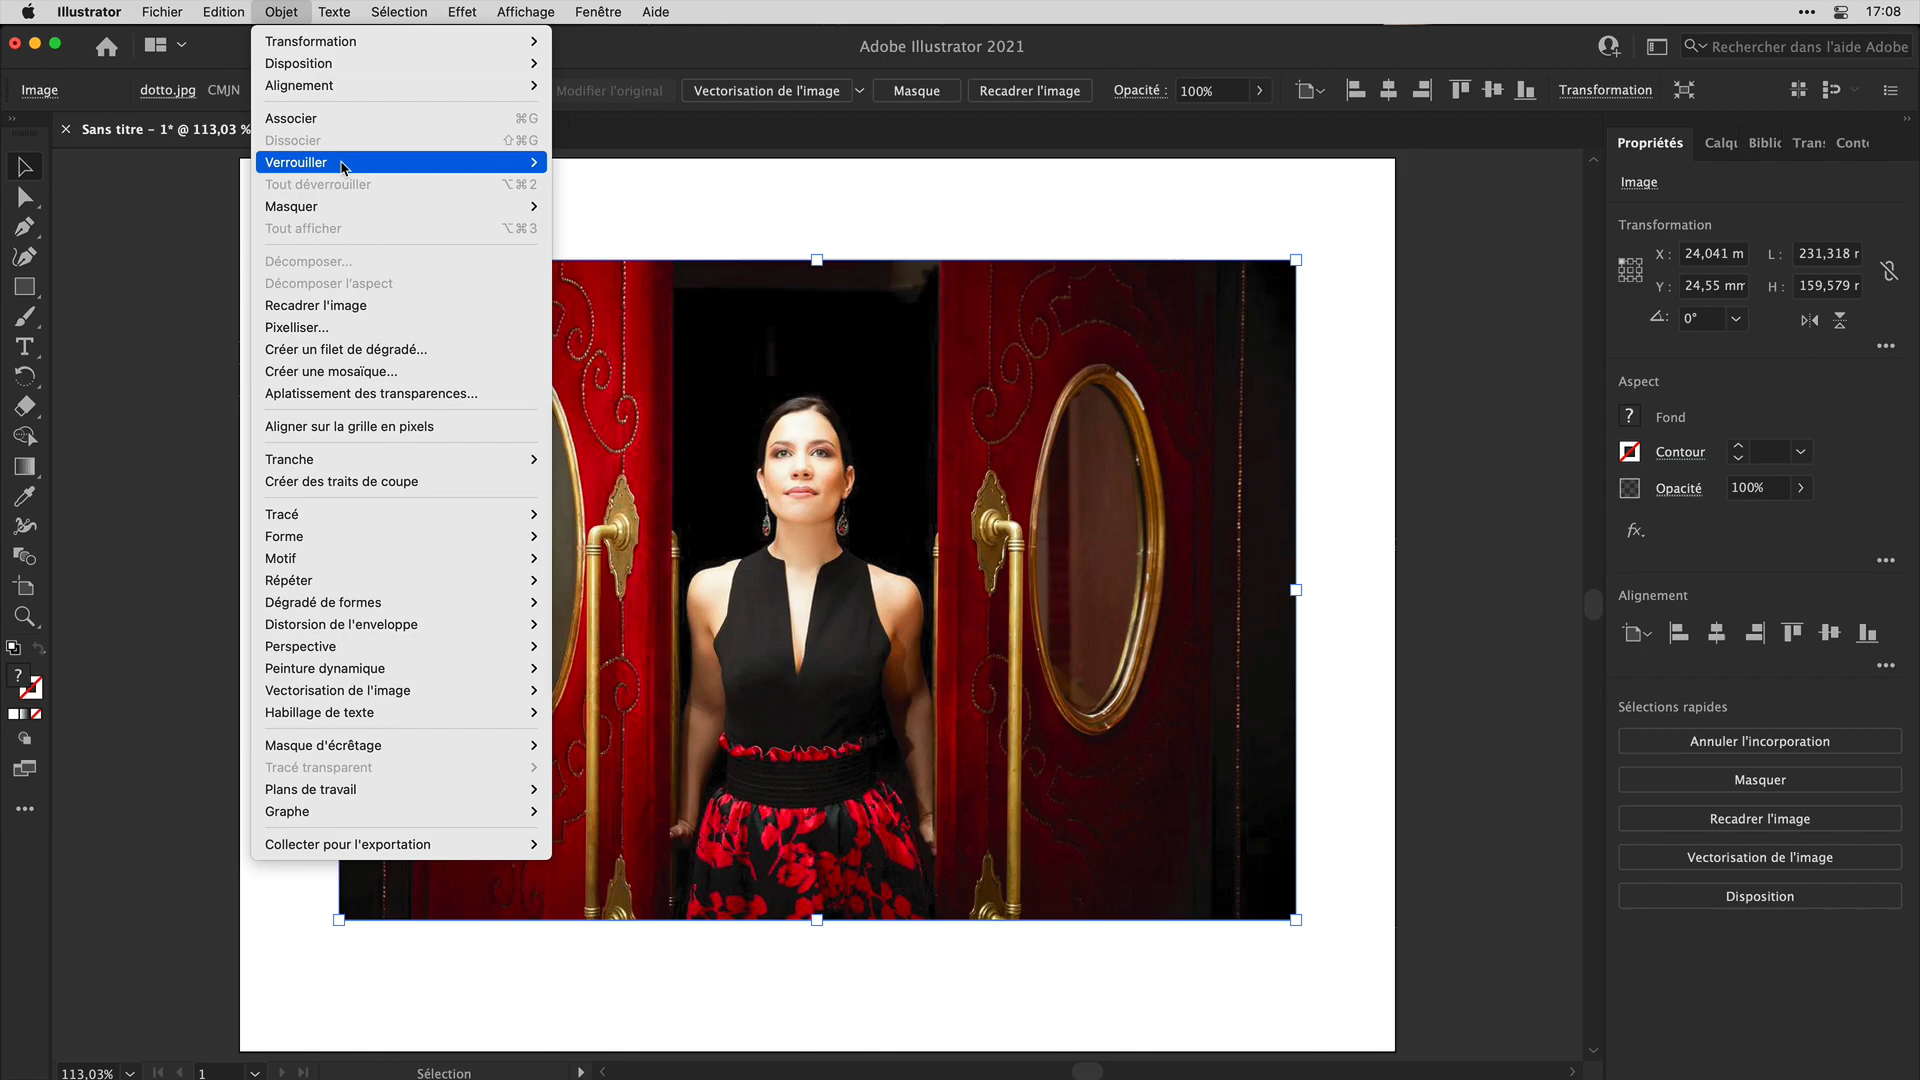 Illustrator Fichier Edition Objet Texte Sélection Effet Affichage Fenêtre Aide 17:08
Adobe Illustrator 2021
Rechercher dans l'aide Adobe
Image dotto.jpg CMJN Modifier l'original Vectorisation de l'image Masque Recadrer l'image Opacité : 100% Transformation
Sans titre – 1* @ 113,03 %
Transformation
Disposition
Alignement
Associer ⌘G
Dissocier ⇧⌘G
Verrouiller
Tout déverrouiller ⌥⌘2
Masquer
Tout afficher ⌥⌘3
Décomposer...
Décomposer l'aspect
Recadrer l'image
Pixelliser...
Créer un filet de dégradé...
Créer une mosaïque...
Aplatissement des transparences...
Aligner sur la grille en pixels
Tranche
Créer des traits de coupe
Tracé
Forme
Motif
Répéter
Dégradé de formes
Distorsion de l'enveloppe
Perspective
Peinture dynamique
Vectorisation de l'image
Habillage de texte
Masque d'écrêtage
Tracé transparent
Plans de travail
Graphe
Collecter pour l'exportation
Propriétés Calqu Biblic Tran: Conto
Image
Transformation
X : 24,041 m L : 231,318 r
Y : 24,55 mm H : 159,579 r
0°
Aspect
? Fond
Contour
Opacité 100%
fx.
Alignement
Sélections rapides
Annuler l'incorporation
Masquer
Recadrer l'image
Vectorisation de l'image
Disposition
?
113,03% 1 Sélection